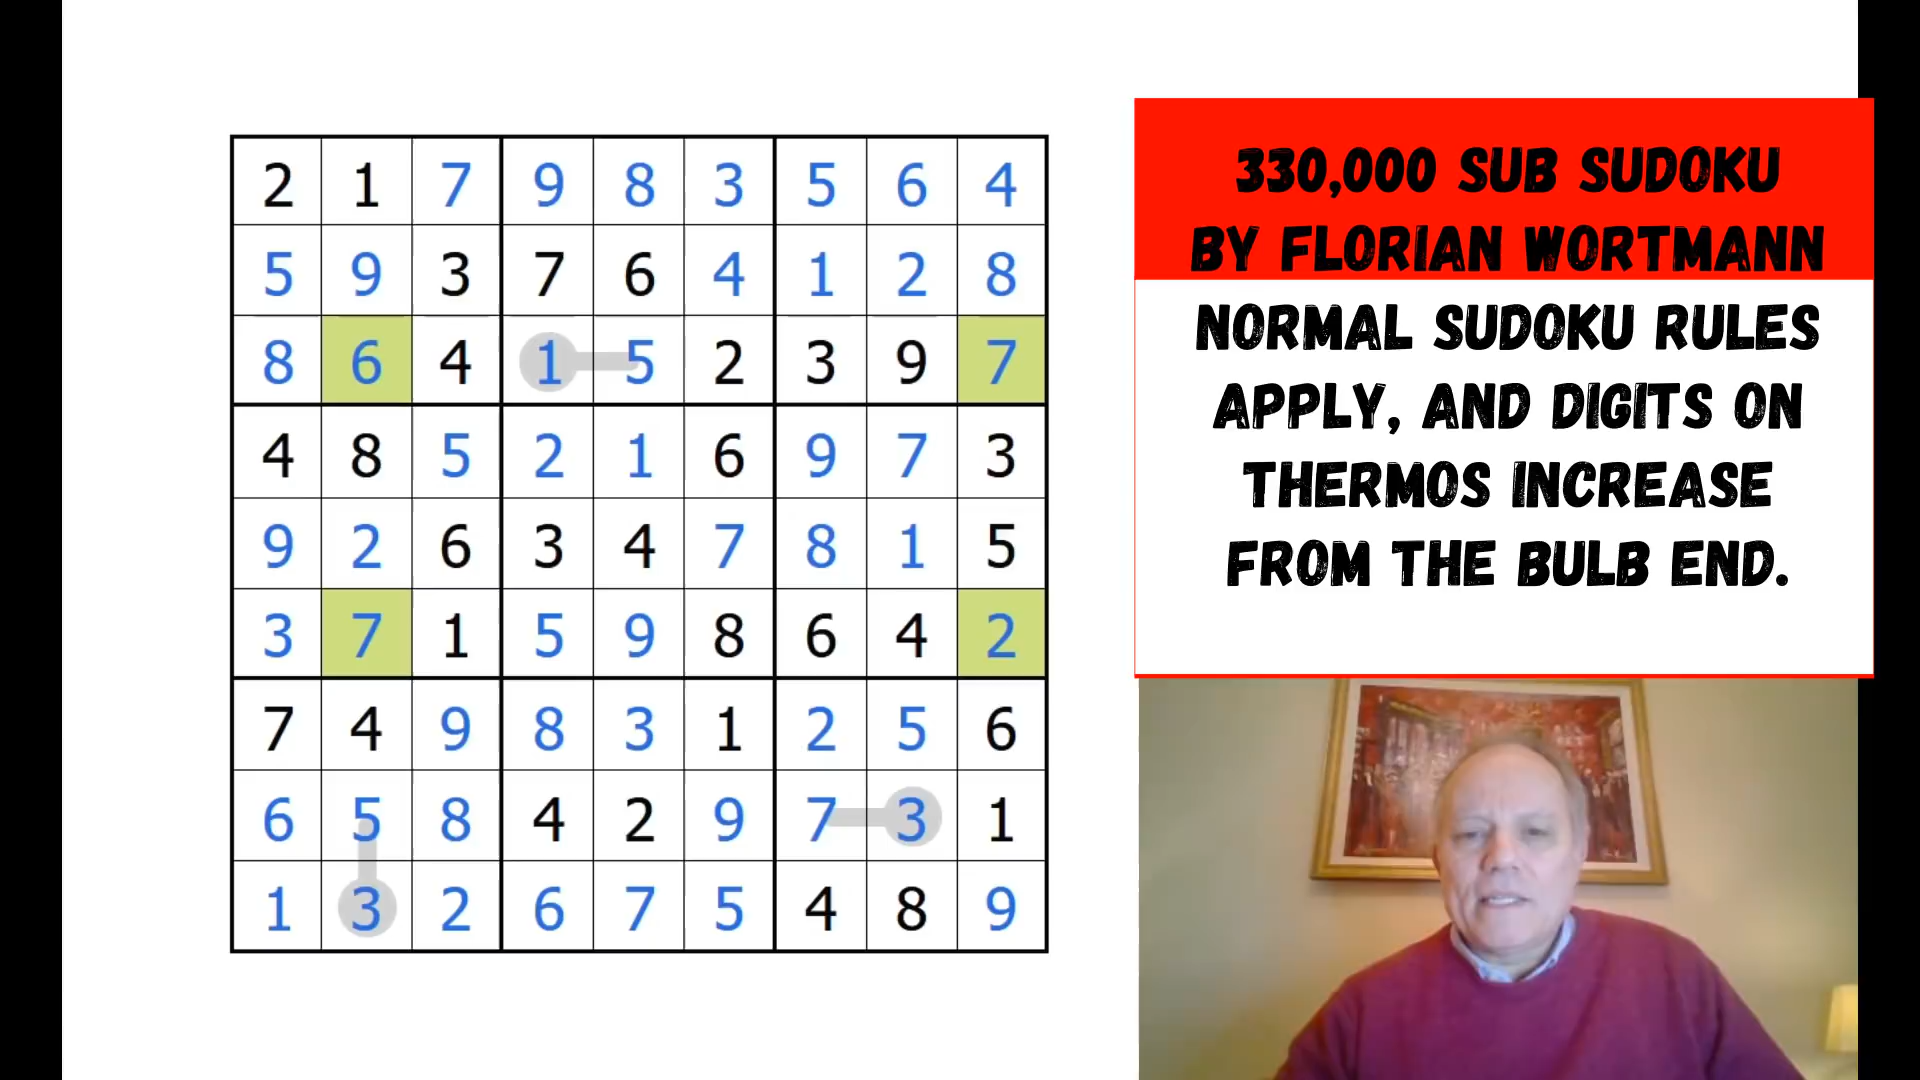 2 1 7 9 8 3 5 6 4
5 9 3 7 6 4 1 2 8
8 6 4 1 5 2 3 9 7
4 8 5 2 1 6 9 7 3
9 2 6 3 4 7 8 1 5
3 7 1 5 9 8 6 4 2
7 4 9 8 3 1 2 5 6
6 5 8 4 2 9 7 3 1
1 3 2 6 7 5 4 8 9
330,000 SUB SUDOKU
BY FLORIAN WORTMANN
NORMAL SUDOKU RULES
APPLY, AND DIGITS ON
THERMOS INCREASE
FROM THE BULB END.